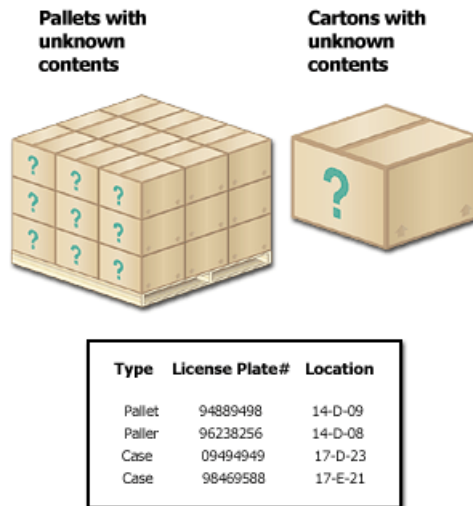 Pallets with
unknown
contents
Cartons with
unknown
contents
?
? ? ?
? ? ?
? ? ?
Type License Plate# Location
Pallet 94889498 14-D-09
Paller 96238256 14-D-08
Case 09494949 17-D-23
Case 98469588 17-E-21